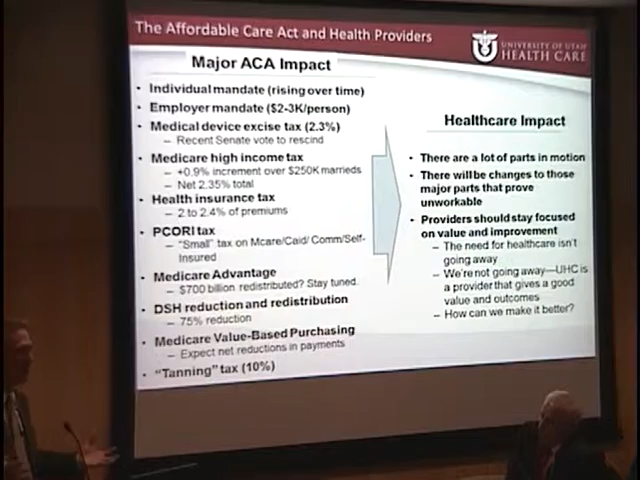 The Affordable Care Act and Health Providers
UNIVERSITY OF UTAH
HEALTH CARE
Major ACA Impact
• Individual mandate (rising over time)
• Employer mandate ($2-3K/person)
• Medical device excise tax (2.3%)
– Recent Senate vote to rescind
• Medicare high income tax
– +0.9% increment over $250K marrieds
– Net 2.35% total
• Health insurance tax
– 2 to 2.4% of premiums
• PCORI tax
– "Small" tax on Mcare/Caid/ Comm/Self-
Insured
• Medicare Advantage
– $700 billion redistributed? Stay tuned.
• DSH reduction and redistribution
– 75% reduction
• Medicare Value-Based Purchasing
– Expect net reductions in payments
• "Tanning" tax (10%)
Healthcare Impact
• There are a lot of parts in motion
• There will be changes to those
major parts that prove
unworkable
• Providers should stay focused
on value and improvement
– The need for healthcare isn't
going away
– We're not going away—UHC is
a provider that gives a good
value and outcomes
– How can we make it better?